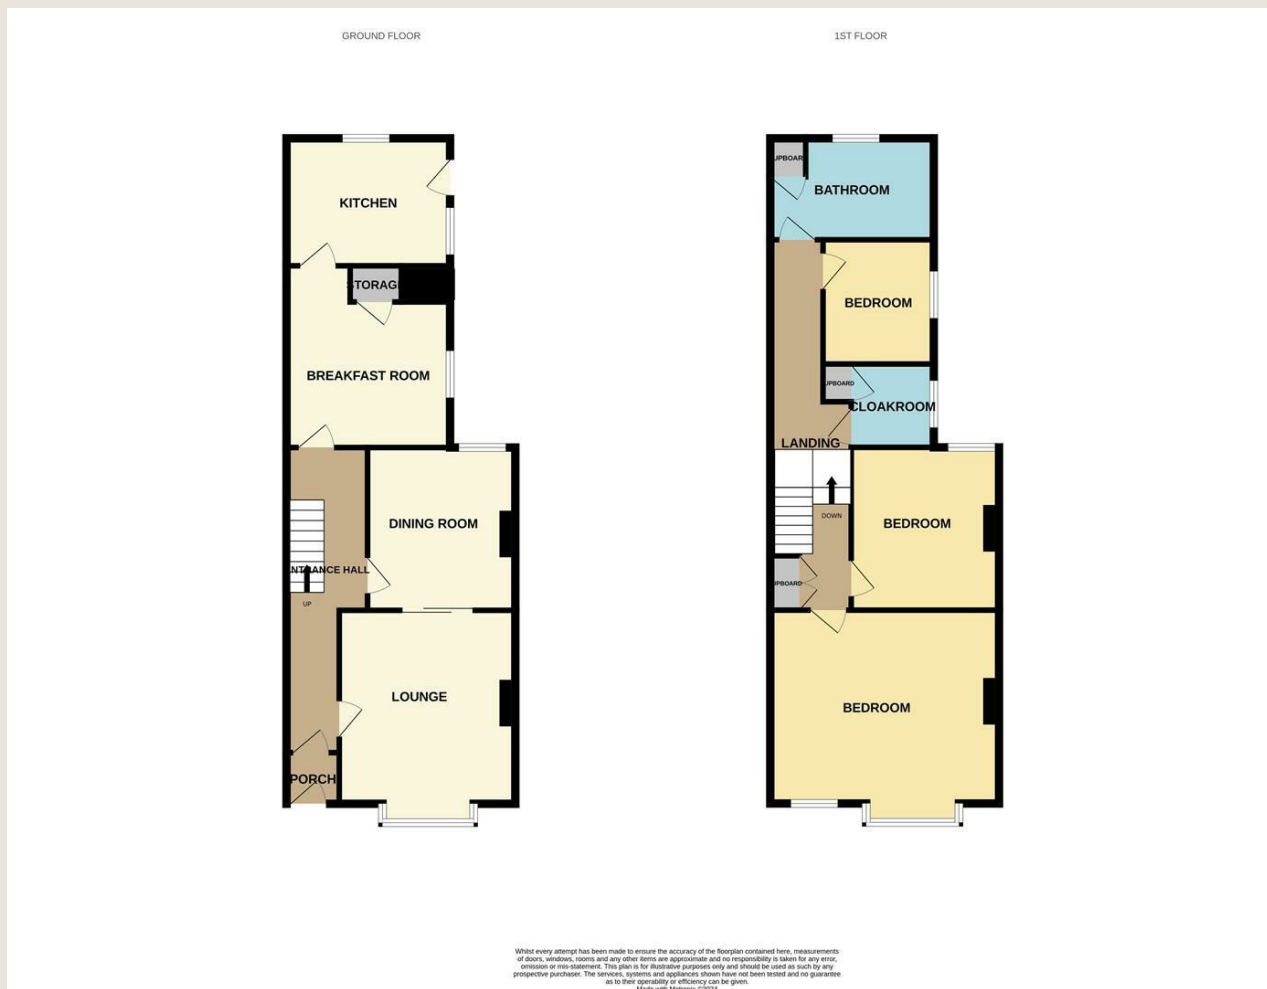 GROUND FLOOR
1ST FLOOR
KITCHEN
STORAG
BREAKFAST ROOM
DINING ROOM
NTRANCE HALL
UP
LOUNGE
PORCH
UPBOAR
BATHROOM
BEDROOM
UPBOARD
CLOAKROOM
LANDING
BEDROOM
DOWN
UPBOARD
BEDROOM
Whilst every attempt has been made to ensure the accuracy of the floorplan contained here, measurements
of doors, windows, rooms and any other items are approximate and no responsibility is taken for any error,
omission or mis-statement. This plan is for illustrative purposes only and should be used as such by any
prospective purchaser. The services, systems and appliances shown have not been tested and no guarantee
as to their operability or efficiency can be given.
Made with Metropix ©2024